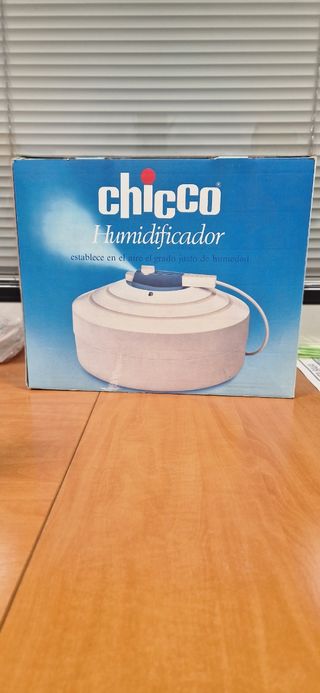 chicco
Humidificador
establece en el aire el grado justo de humedad